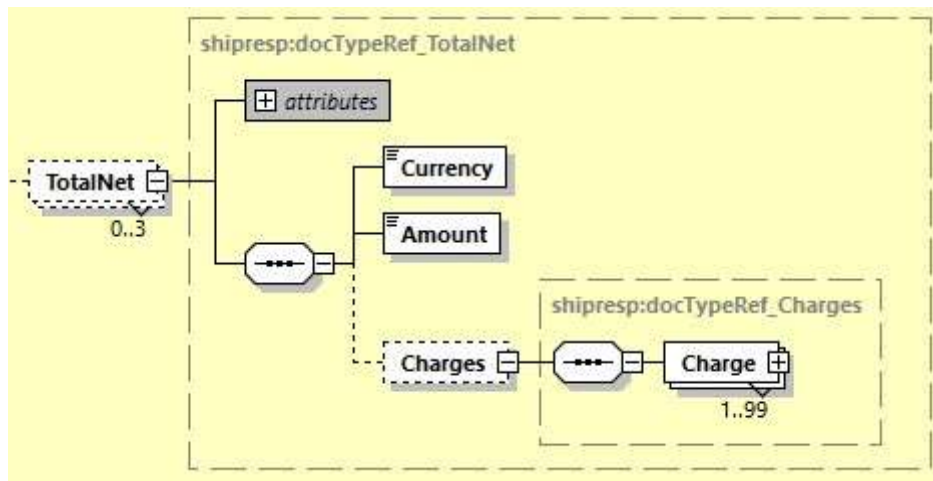 shipresp:docTypeRef_TotalNet
attributes
TotalNet
0..3
Currency
Amount
shipresp:docTypeRef_Charges
Charges
Charge
1..99